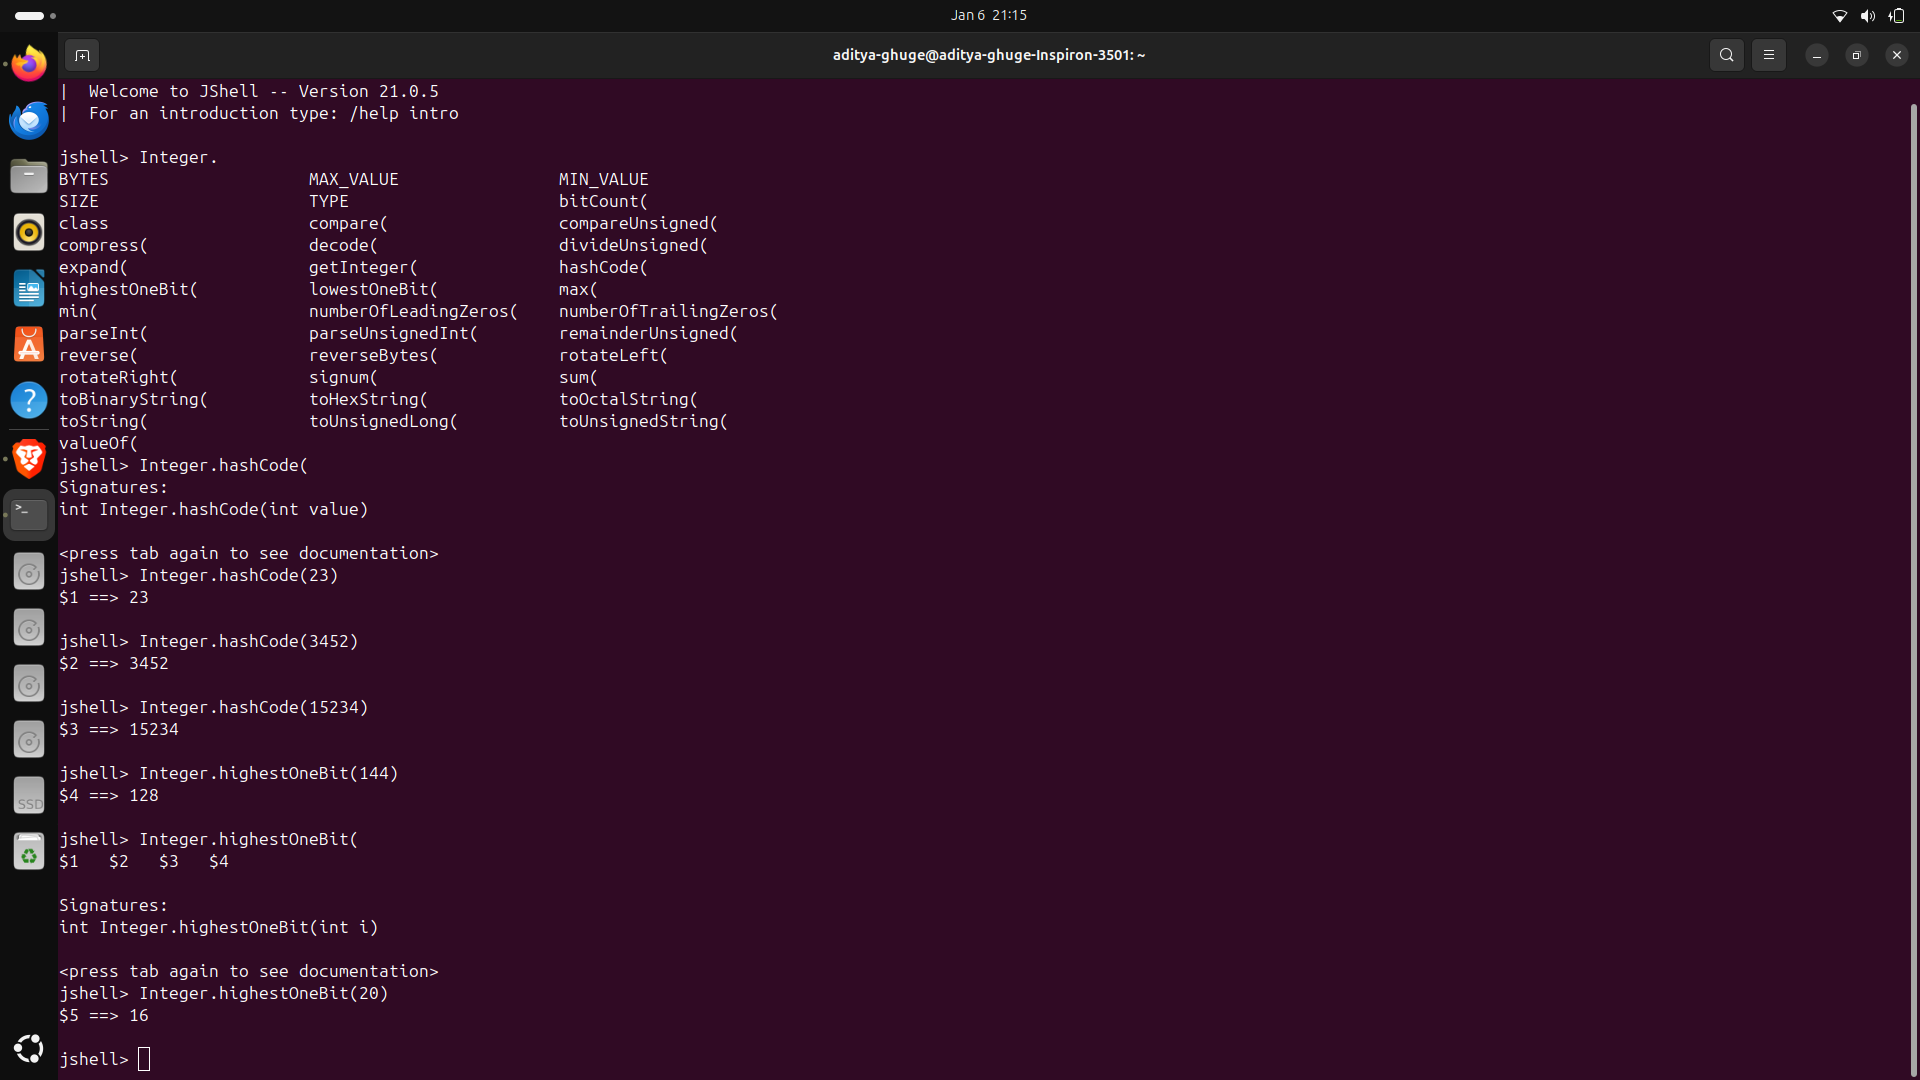 Jan 6 21:15
aditya-ghuge@aditya-ghuge-Inspiron-3501: ~
| Welcome to JShell -- Version 21.0.5
| For an introduction type: /help intro
jshell> Integer.
BYTES MAX_VALUE MIN_VALUE
SIZE TYPE bitCount(
class compare( compareUnsigned(
compress( decode( divideUnsigned(
expand( getInteger( hashCode(
highestOneBit( lowestOneBit( max(
min( numberOfLeadingZeros( numberOfTrailingZeros(
parseInt( parseUnsignedInt( remainderUnsigned(
reverse( reverseBytes( rotateLeft(
rotateRight( signum( sum(
toBinaryString( toHexString( toOctalString(
toString( toUnsignedLong( toUnsignedString(
valueOf(
jshell> Integer.hashCode(
Signatures:
int Integer.hashCode(int value)
<press tab again to see documentation>
jshell> Integer.hashCode(23)
$1 ==> 23
jshell> Integer.hashCode(3452)
$2 ==> 3452
jshell> Integer.hashCode(15234)
$3 ==> 15234
jshell> Integer.highestOneBit(144)
$4 ==> 128
jshell> Integer.highestOneBit(
$1 $2 $3 $4
Signatures:
int Integer.highestOneBit(int i)
<press tab again to see documentation>
jshell> Integer.highestOneBit(20)
$5 ==> 16
jshell>
SSD